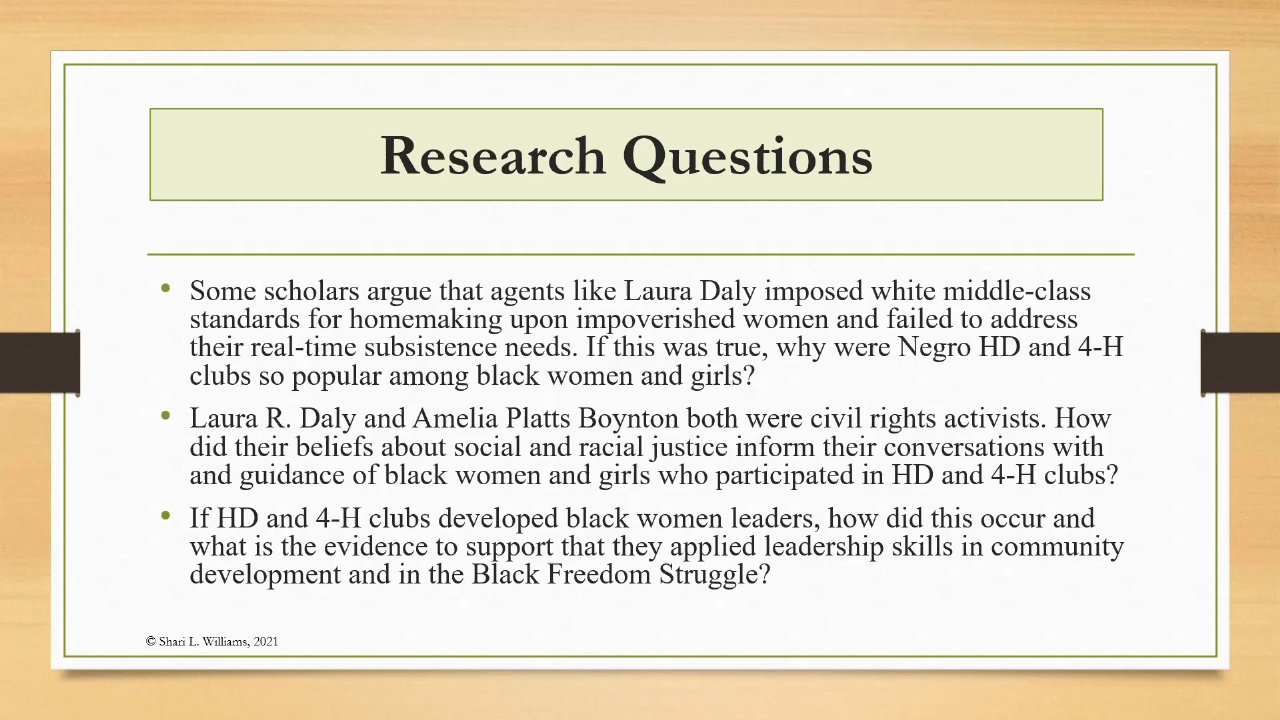 Research Questions
• Some scholars argue that agents like Laura Daly imposed white middle-class
standards for homemaking upon impoverished women and failed to address
their real-time subsistence needs. If this was true, why were Negro HD and 4-H
clubs so popular among black women and girls?
• Laura R. Daly and Amelia Platts Boynton both were civil rights activists. How
did their beliefs about social and racial justice inform their conversations with
and guidance of black women and girls who participated in HD and 4-H clubs?
• If HD and 4-H clubs developed black women leaders, how did this occur and
what is the evidence to support that they applied leadership skills in community
development and in the Black Freedom Struggle?
© Shari L. Williams, 2021